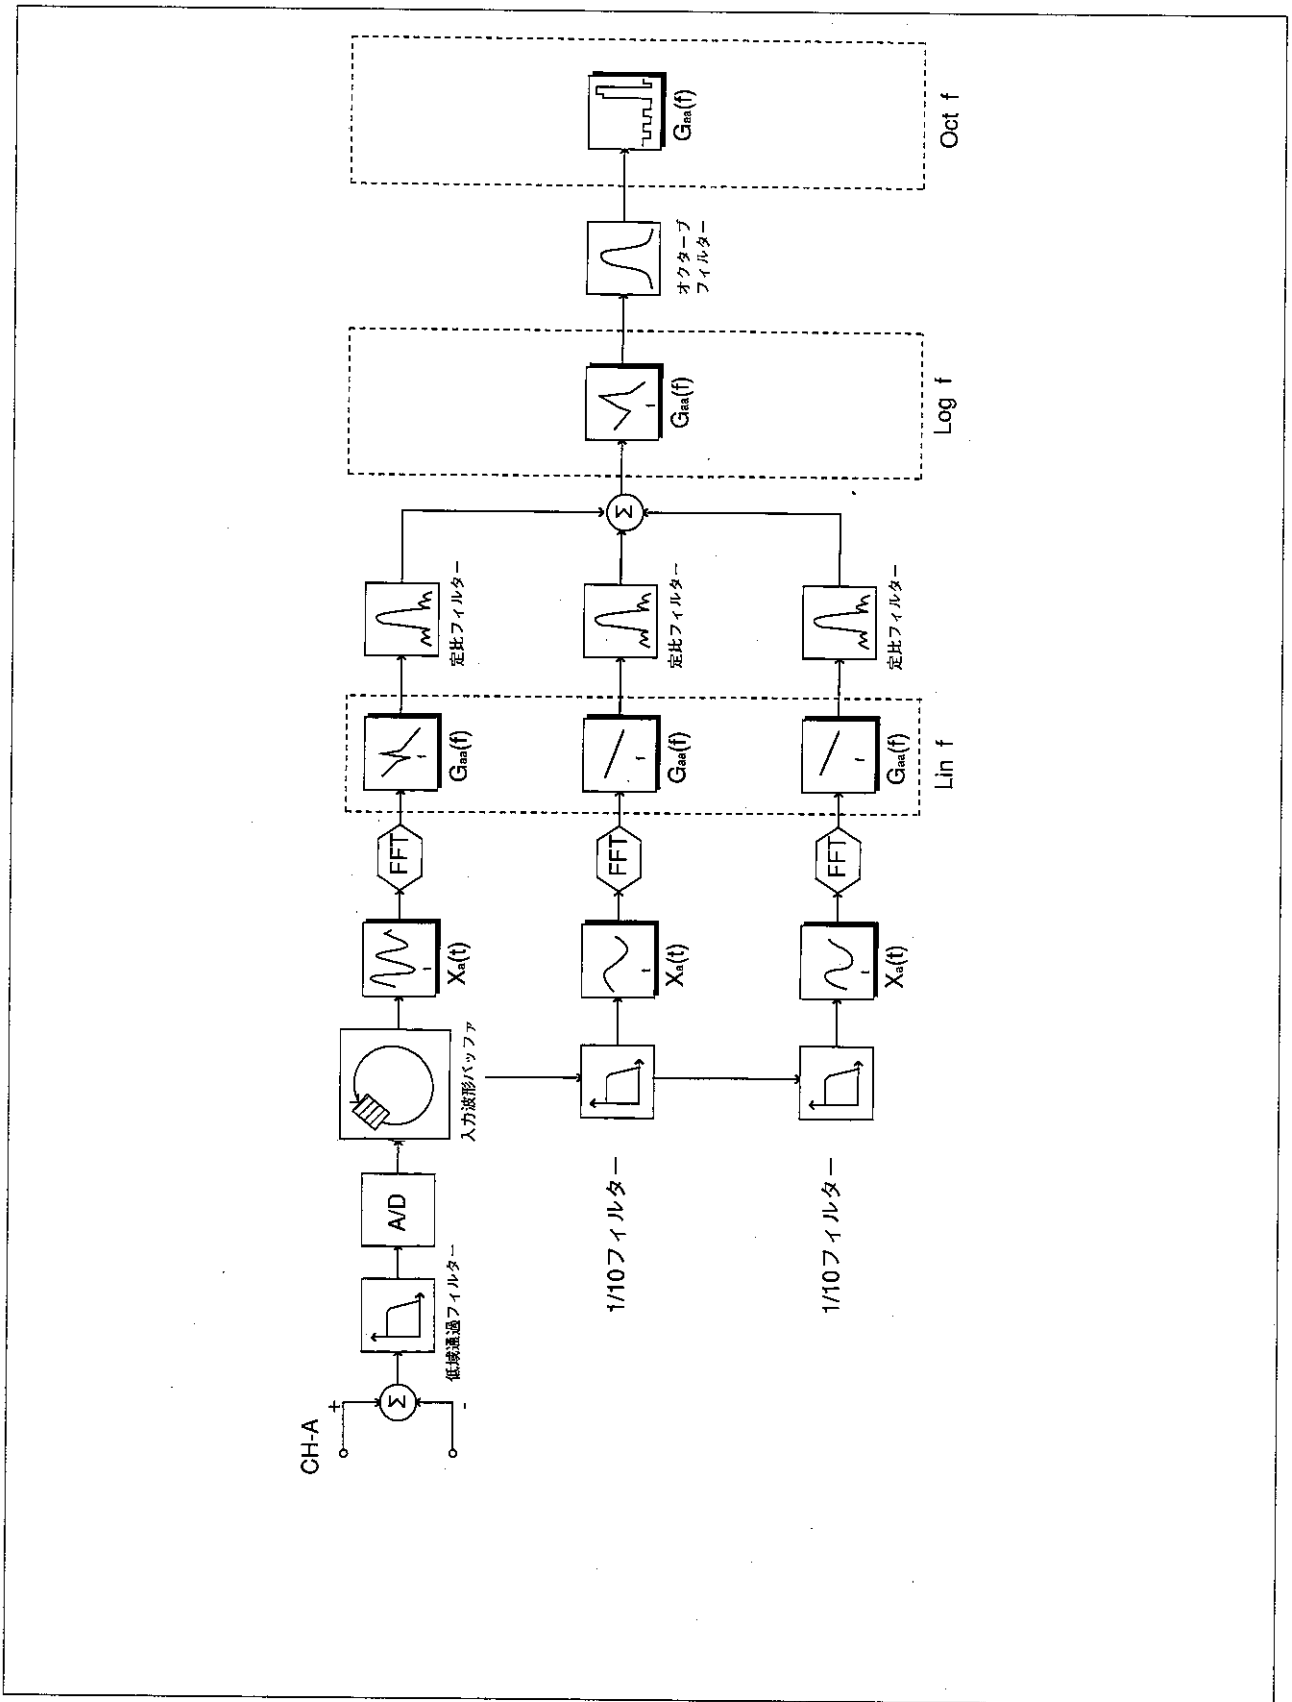 CH-A
+
-
Σ
低域通過フィルター
A/D
入力波形バッファ
t
Xa(t)
FFT
f
Gaa(f)
定比フィルター
1/10フィルター
t
Xa(t)
FFT
f
Gaa(f)
定比フィルター
1/10フィルター
t
Xa(t)
FFT
f
Gaa(f)
定比フィルター
Lin f
Σ
f
Gaa(f)
Log f
オクターブ
フィルター
Gaa(f)
Oct f